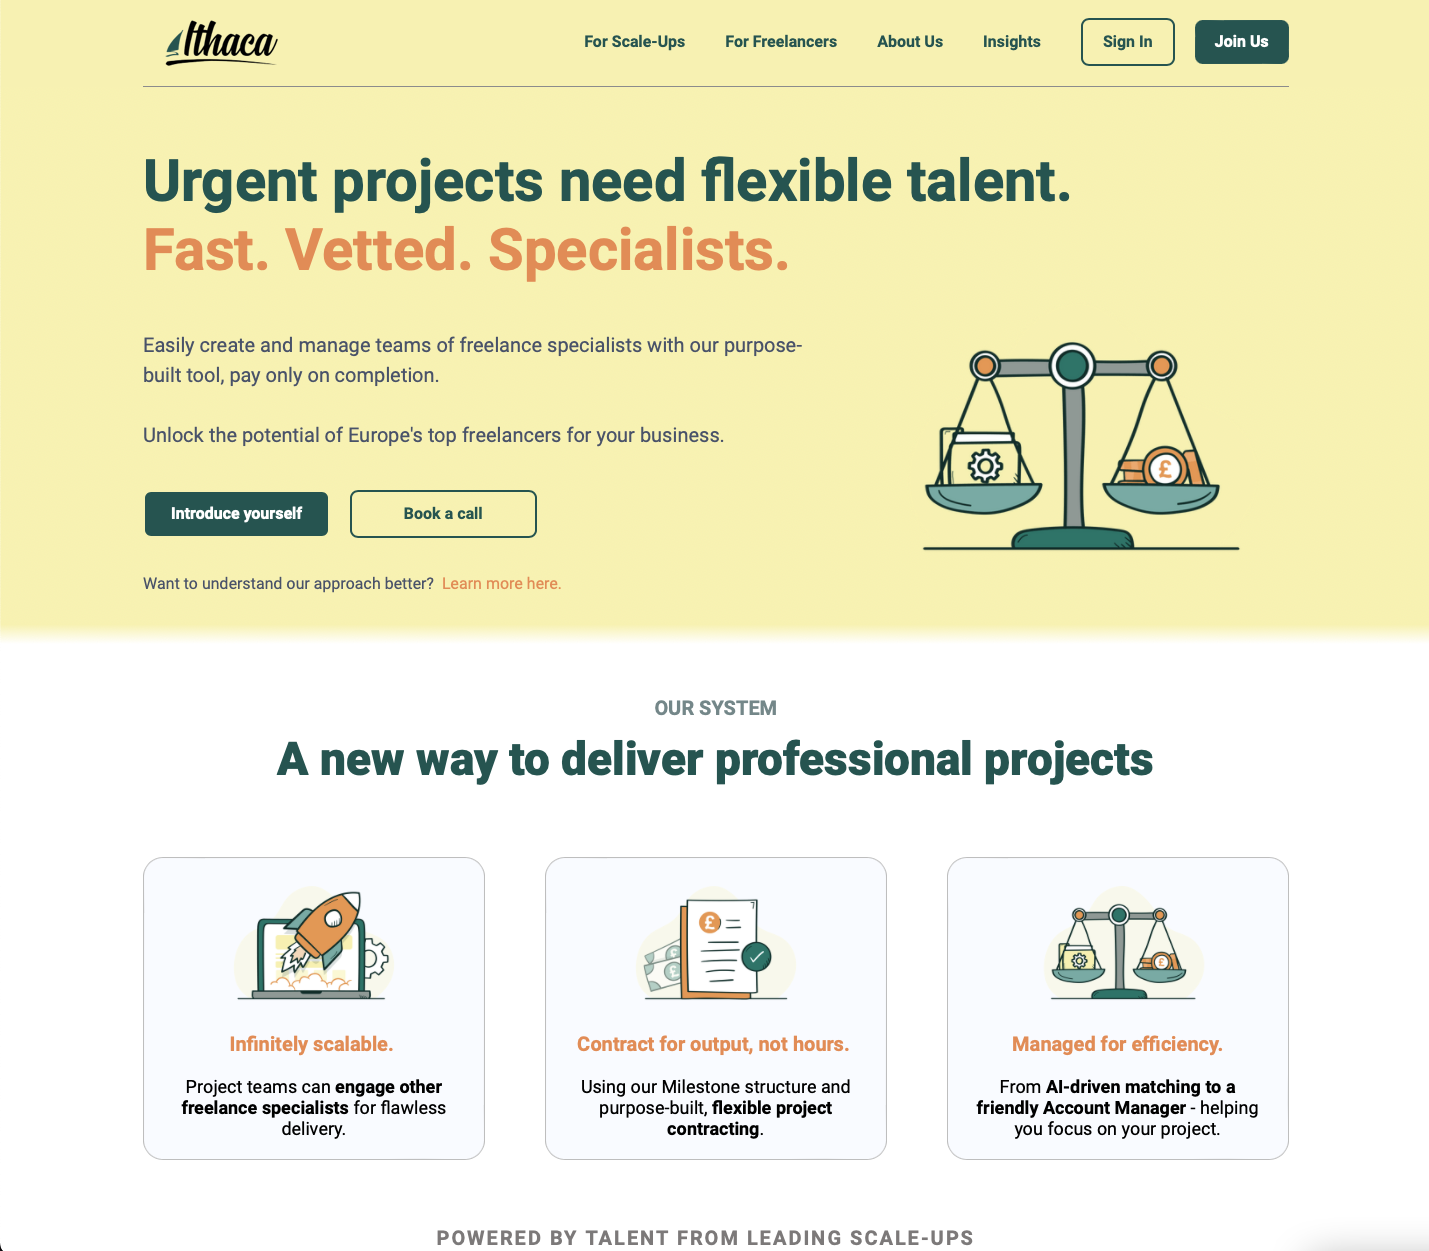 Ithaca
For Scale-Ups
For Freelancers
About Us
Insights
Sign In
Join Us
Urgent projects need flexible talent.
Fast. Vetted. Specialists.
Easily create and manage teams of freelance specialists with our purpose-
built tool, pay only on completion.
Unlock the potential of Europe's top freelancers for your business.
£
Introduce yourself
Book a call
Want to understand our approach better? Learn more here.
OUR SYSTEM
A new way to deliver professional projects
£
£
Infinitely scalable.
Project teams can engage other
freelance specialists for flawless
delivery.
Contract for output, not hours.
Using our Milestone structure and
purpose-built, flexible project
contracting.
Managed for efficiency.
From AI-driven matching to a
friendly Account Manager - helping
you focus on your project.
POWERED BY TALENT FROM LEADING SCALE-UPS